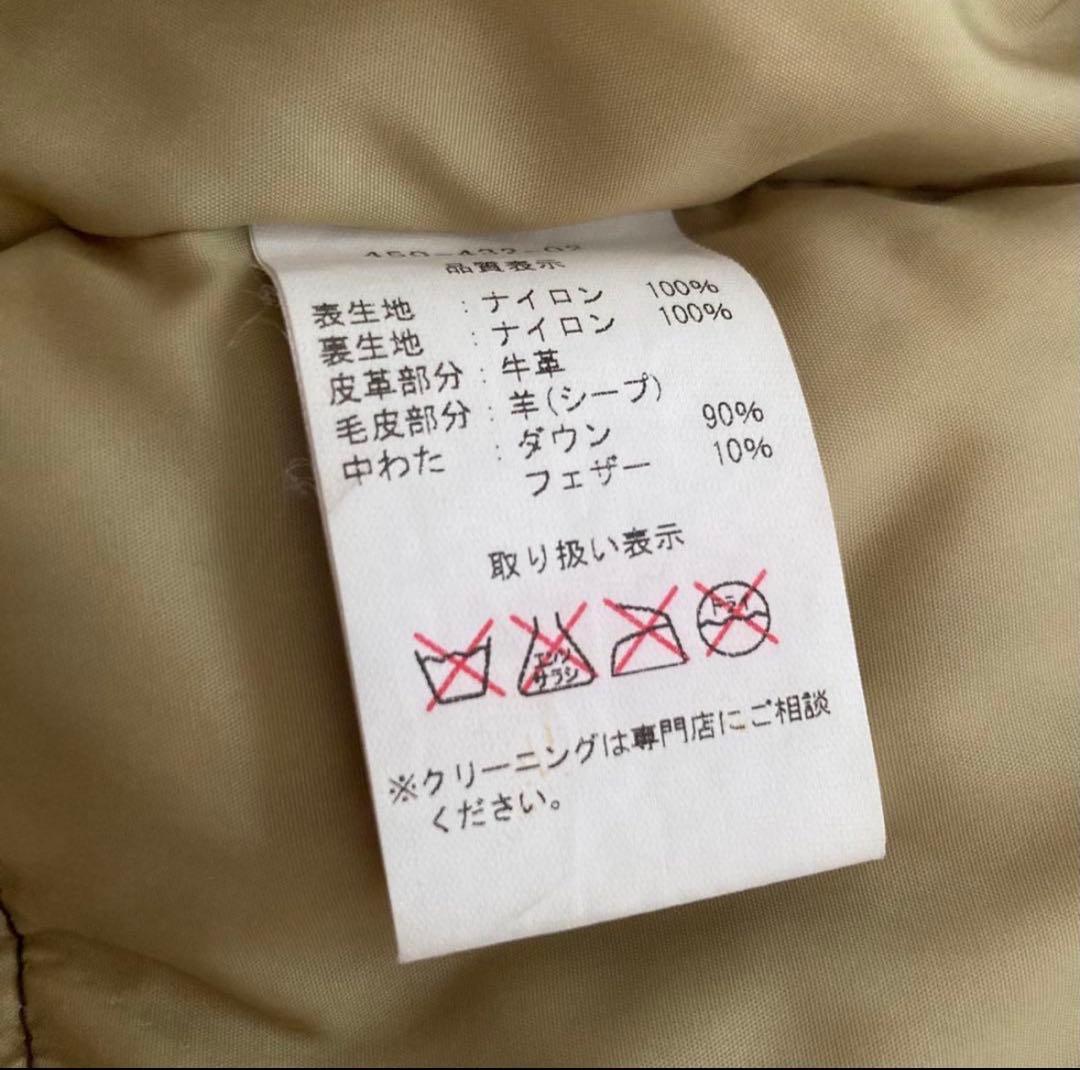 450-432-02
品質表示
表生地 : ナイロン 100%
裏生地 : ナイロン 100%
皮革部分 : 牛革
毛皮部分 : 羊(シープ)
中わた : ダウン 90%
フェザー 10%
取り扱い表示
エンソ
サラシ
ドライ
※クリーニングは専門店にご相談
ください。